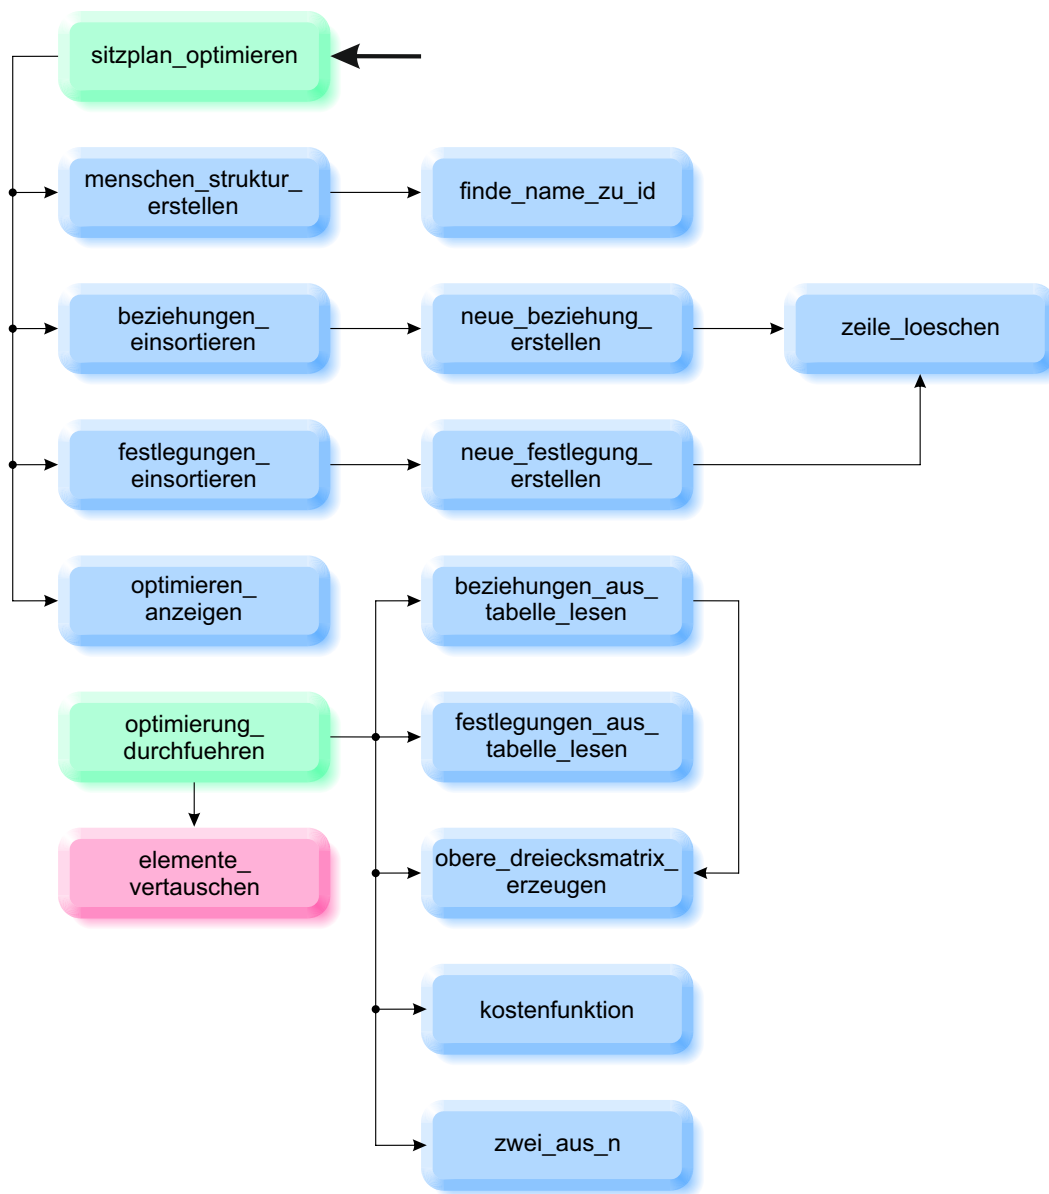 sitzplan_optimieren
menschen_struktur_
erstellen
finde_name_zu_id
beziehungen_
einsortieren
neue_beziehung_
erstellen
zeile_loeschen
festlegungen_
einsortieren
neue_festlegung_
erstellen
optimieren_
anzeigen
beziehungen_aus_
tabelle_lesen
optimierung_
durchfuehren
festlegungen_aus_
tabelle_lesen
elemente_
vertauschen
obere_dreiecksmatrix_
erzeugen
kostenfunktion
zwei_aus_n